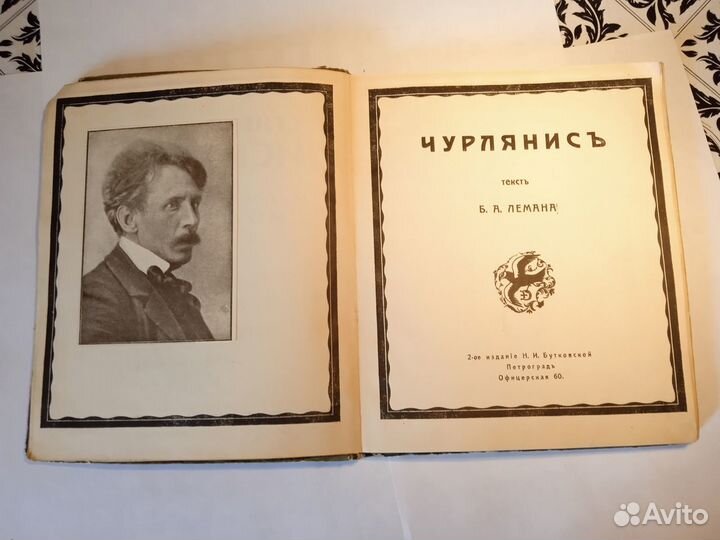 ЧУРЛЯНИСЪ
ТЕКСТЪ
Б. А. ЛЕМАНА
2-ое изданіе Н. И. Бутковской
Петроградъ
Офицерская 60.
Avito